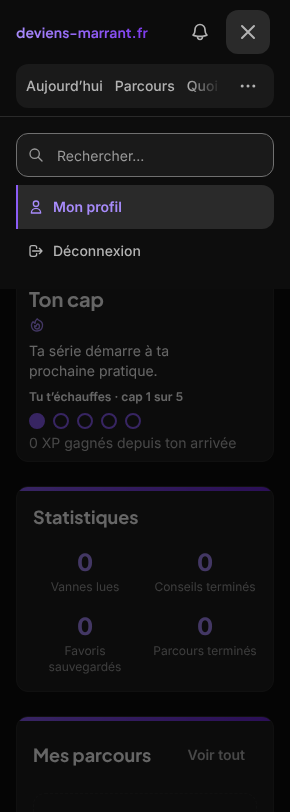 deviens-marrant.fr
Aujourd'hui Parcours Quoi ···
Rechercher...
Mon profil
Déconnexion
Ton cap
Ta série démarre à ta
prochaine pratique.
Tu t'échauffes · cap 1 sur 5
0 XP gagnés depuis ton arrivée
Statistiques
0 0
Vannes lues Conseils terminés
0 0
Favoris Parcours terminés
sauvegardés
Mes parcours Voir tout